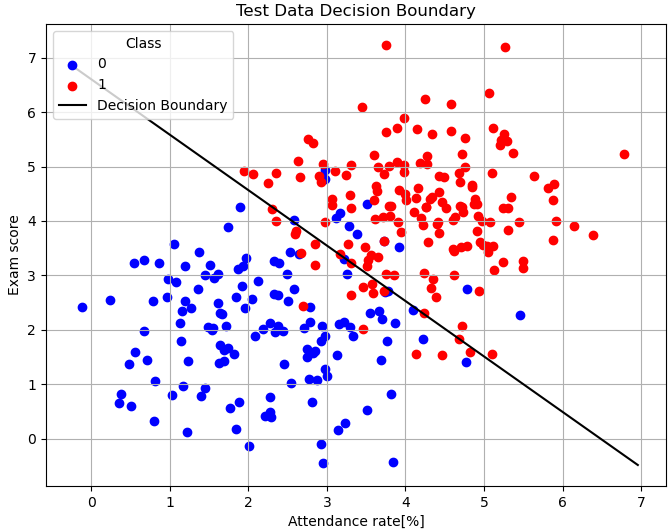 Test Data Decision Boundary
Class
0
1
Decision Boundary
Exam score
7
6
5
4
3
2
1
0
0 1 2 3 4 5 6 7
Attendance rate[%]